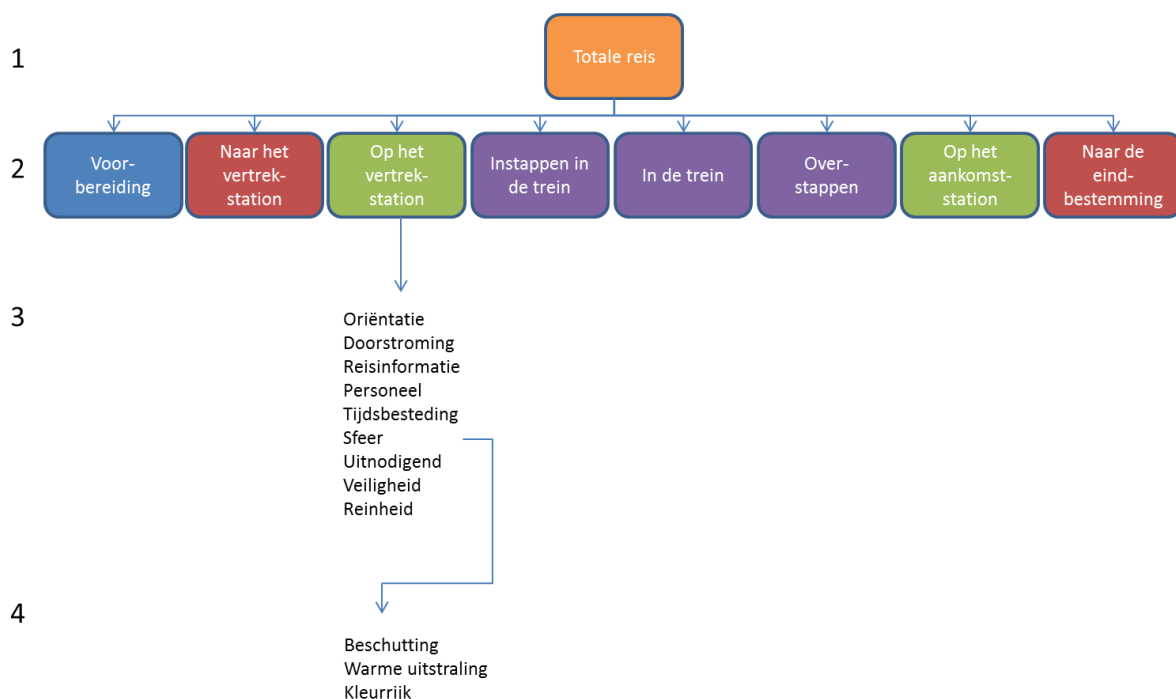 1
Totale reis
2
Voor-
bereiding
Naar het
vertrek-
station
Op het
vertrek-
station
Instappen in
de trein
In de trein
Over-
stappen
Op het
aankomst-
station
Naar de
eind-
bestemming
3
Oriëntatie
Doorstroming
Reisinformatie
Personeel
Tijdsbesteding
Sfeer
Uitnodigend
Veiligheid
Reinheid
4
Beschutting
Warme uitstraling
Kleurrijk